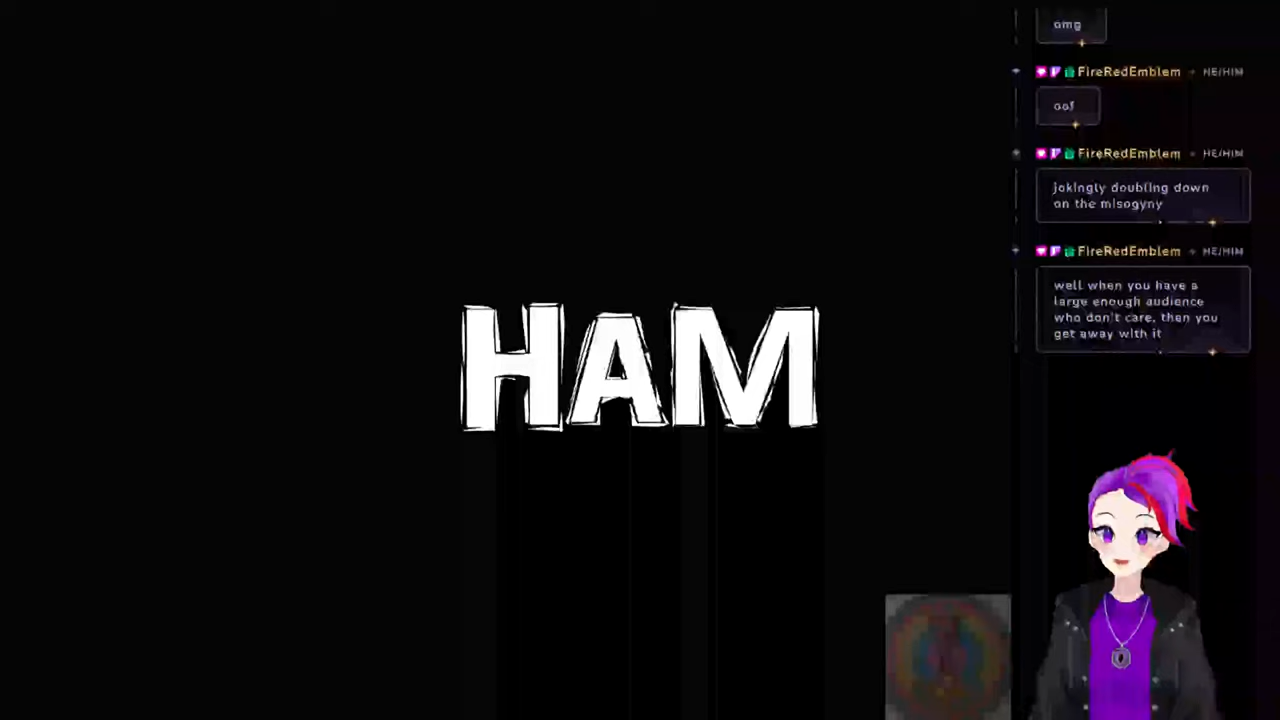 HAM
omg
FireRedEmblem HE/HIM
oof
FireRedEmblem HE/HIM
jokingly doubling down
on the misogyny
FireRedEmblem HE/HIM
well when you have a
large enough audience
who don't care, then you
get away with it